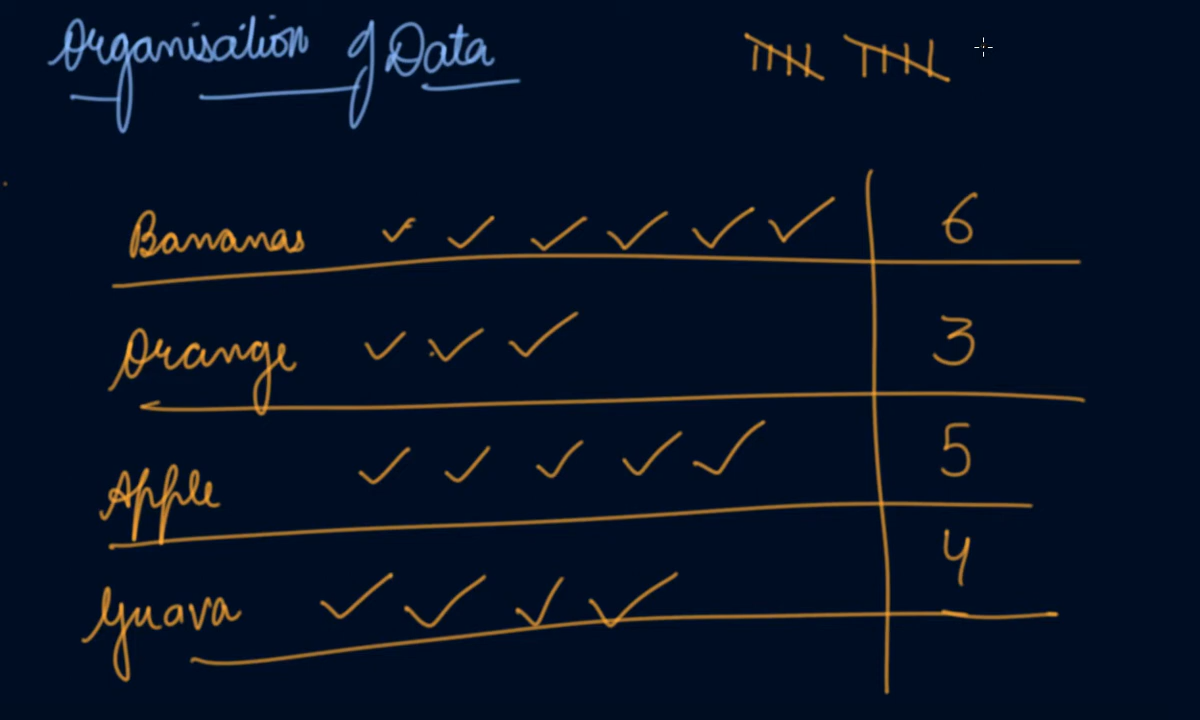 Organisation of Data
Bananas ✓ ✓ ✓ ✓ ✓ ✓ 6
Orange ✓ ✓ ✓ 3
Apple ✓ ✓ ✓ ✓ ✓ 5
Guava ✓ ✓ ✓ ✓ 4